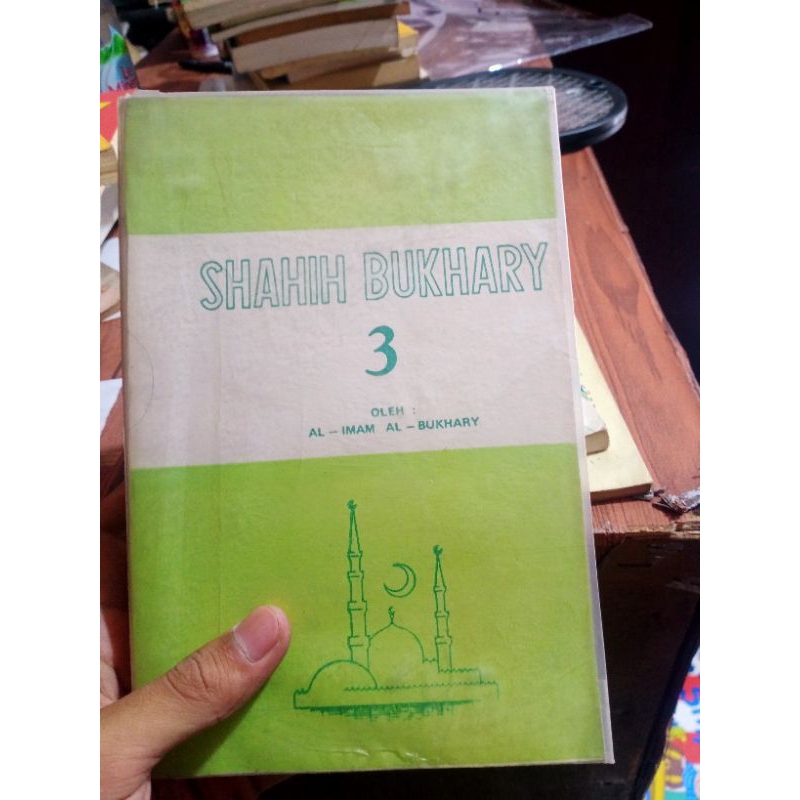 SHAHIH BUKHARY
3
OLEH :
AL – IMAM AL – BUKHARY